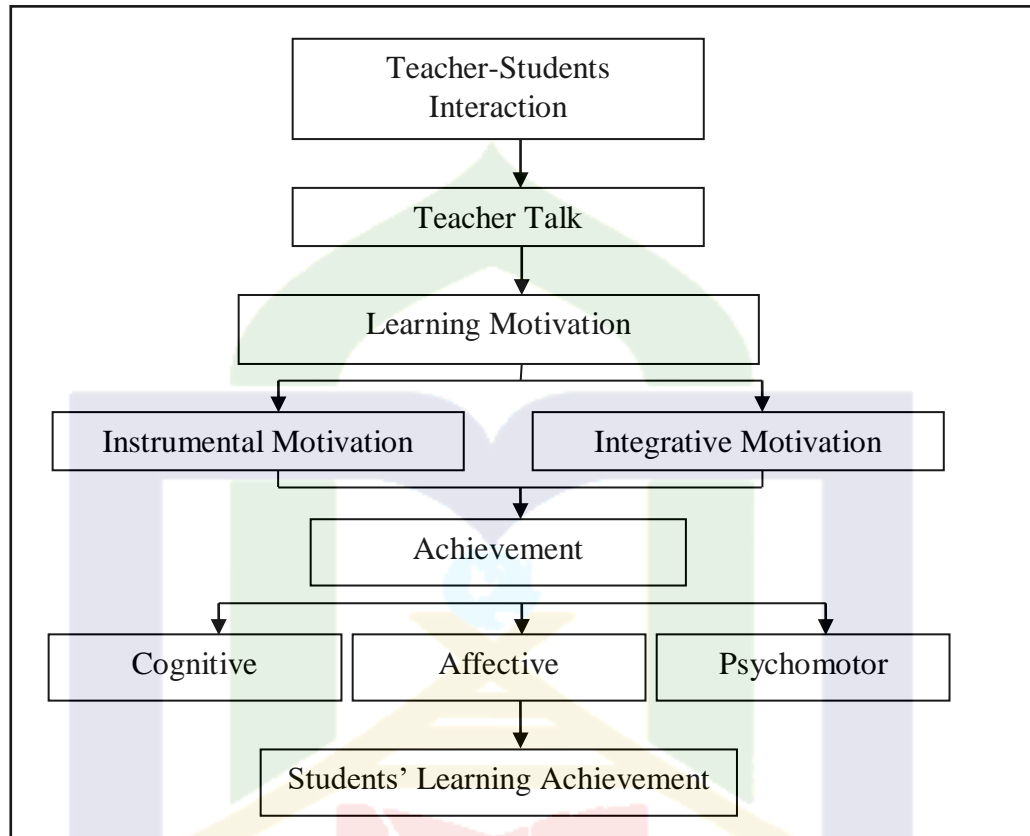 Teacher-Students
Interaction
Teacher Talk
Learning Motivation
Instrumental Motivation
Integrative Motivation
Achievement
Cognitive
Affective
Psychomotor
Students’ Learning Achievement